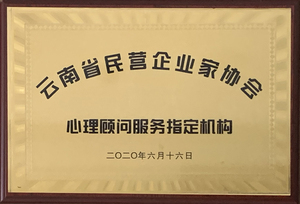 云南省民营企业家协会
心理顾问服务指定机构
二〇二〇年六月十六日